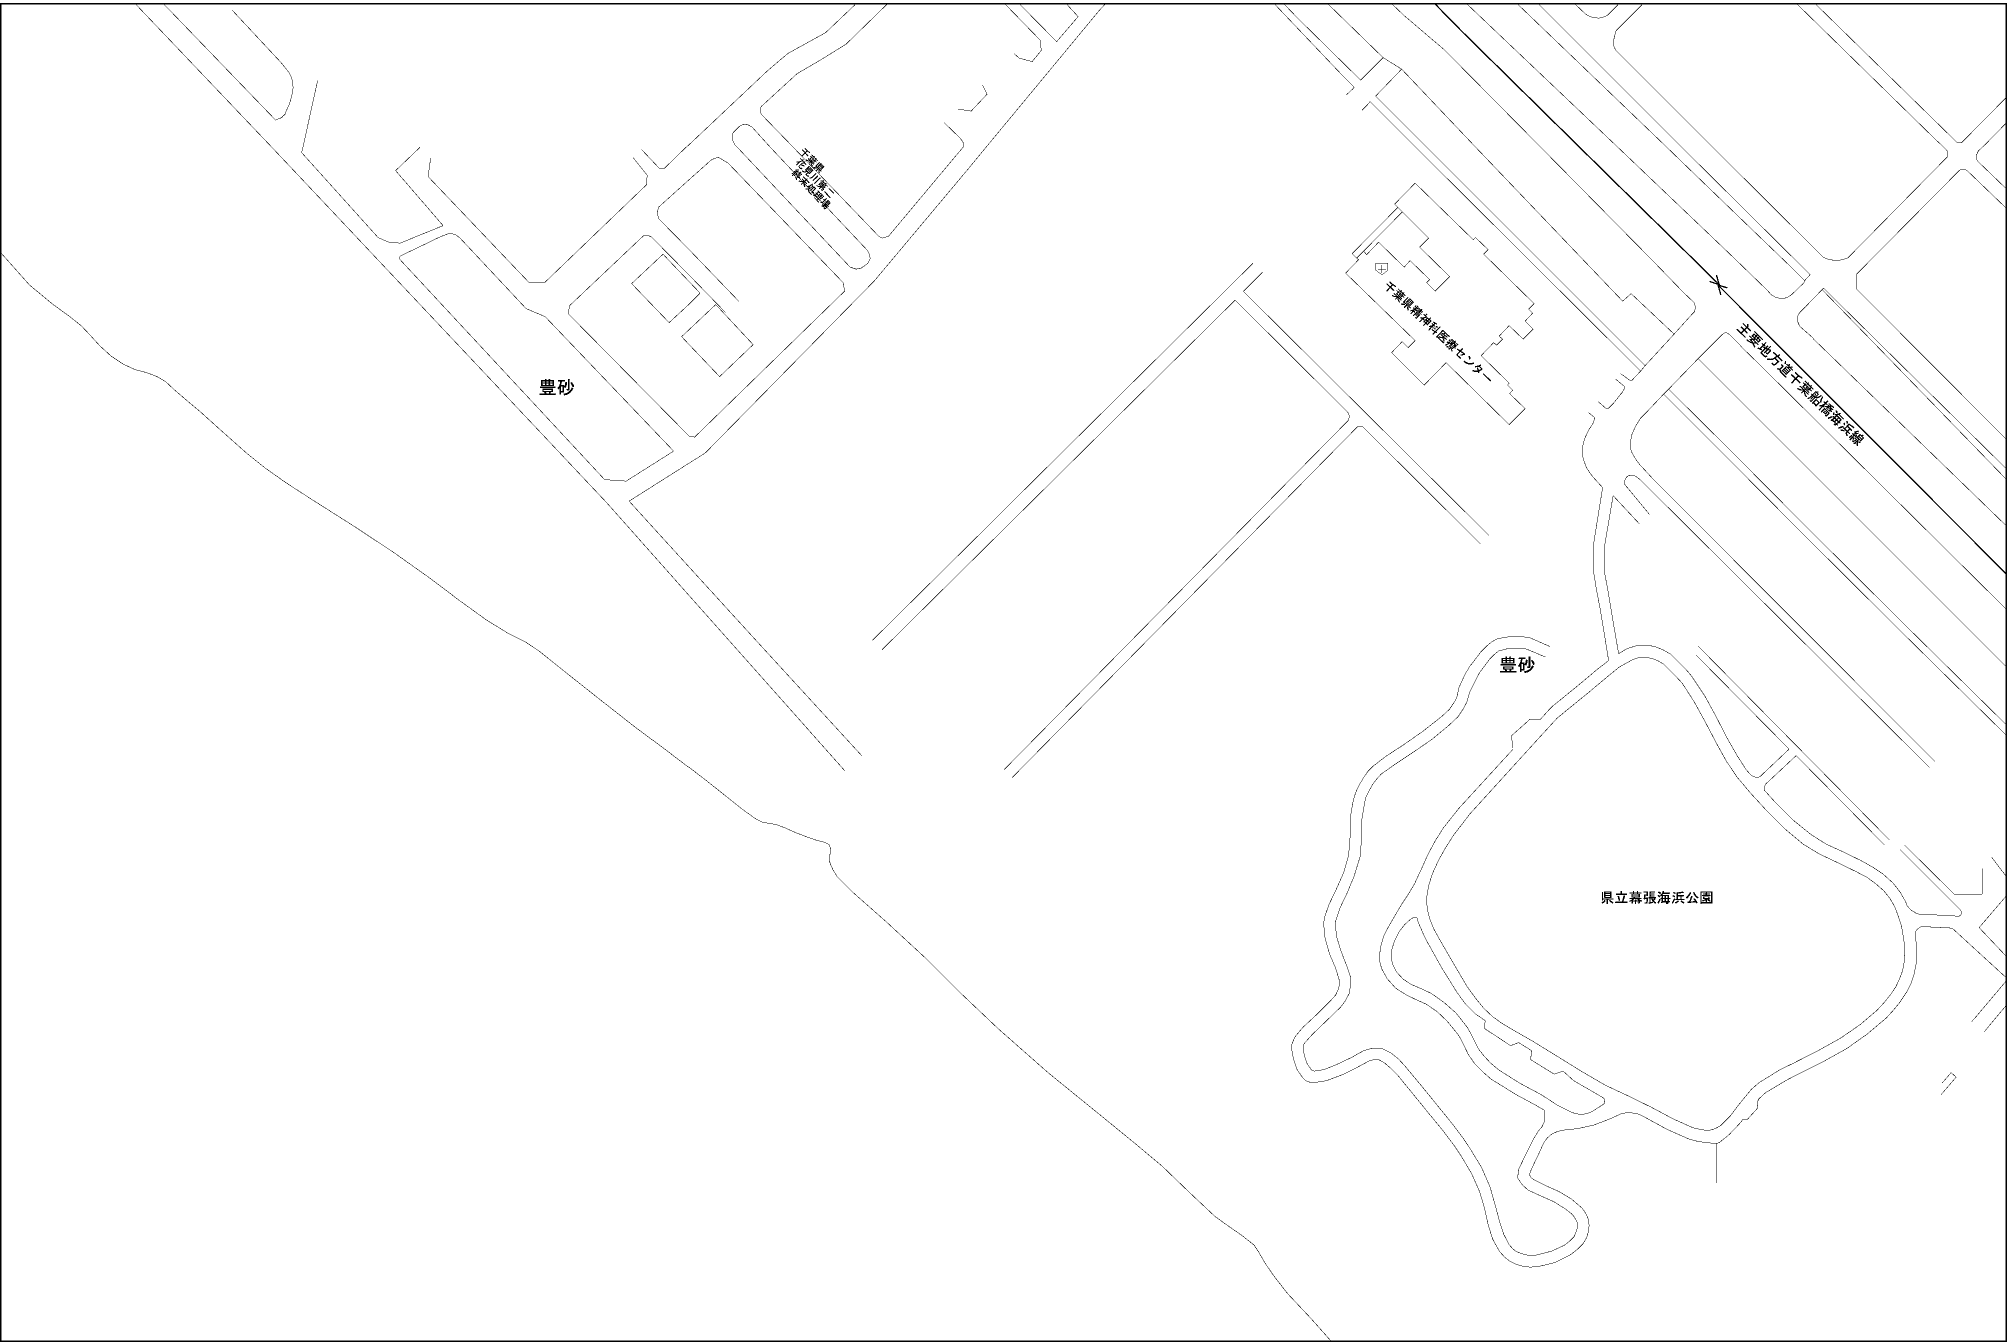 千葉県
花見川第二
終末処理場
千葉県精神科医療センター
主要地方道千葉船橋海浜線
豊砂
豊砂
県立幕張海浜公園